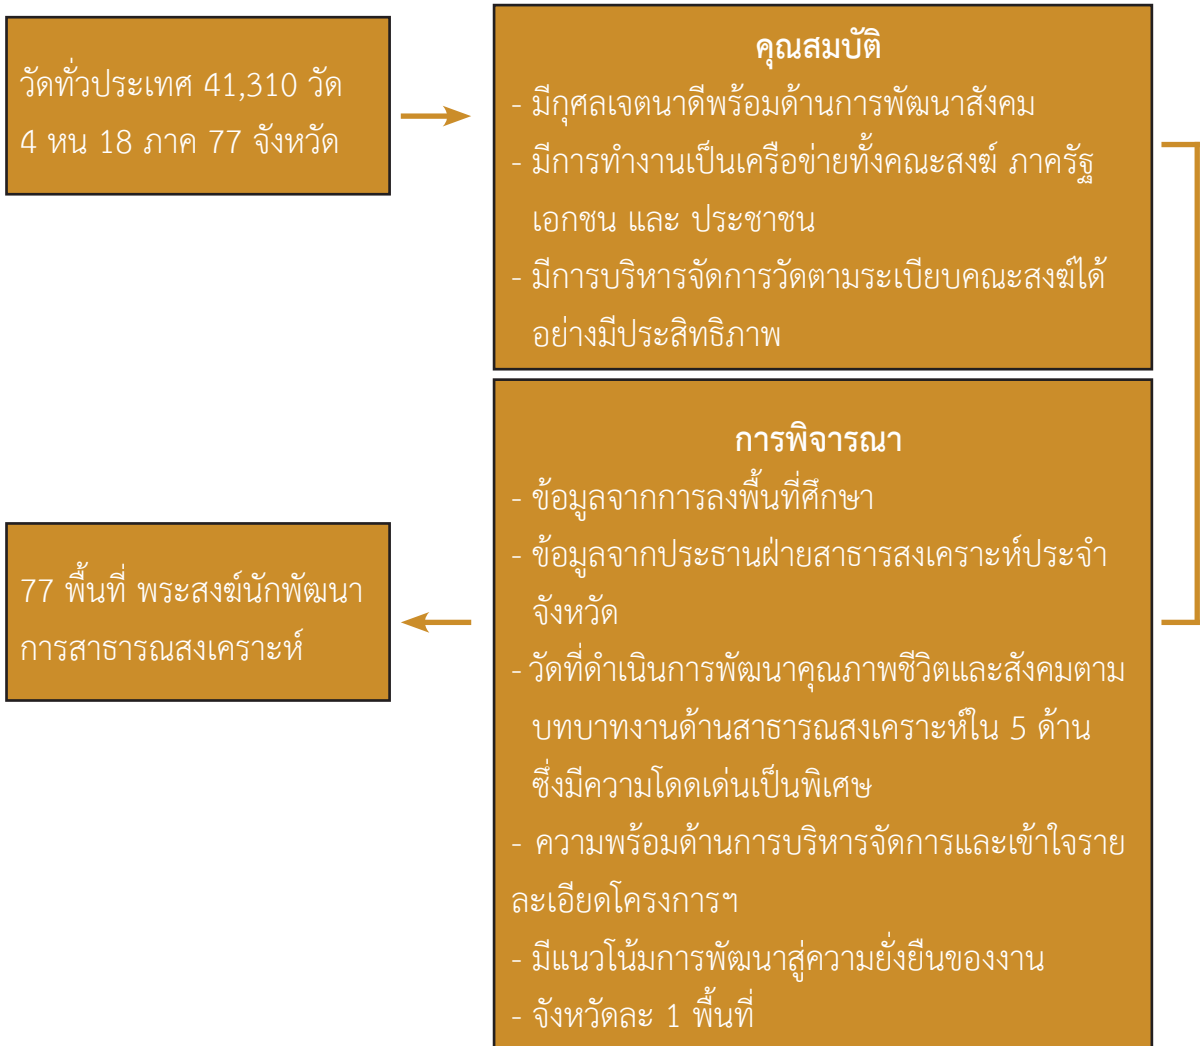 วัดทั่วประเทศ 41,310 วัด
4 หน 18 ภาค 77 จังหวัด
คุณสมบัติ
- มีกุศลเจตนาดีพร้อมด้านการพัฒนาสังคม
- มีการทำงานเป็นเครือข่ายทั้งคณะสงฆ์ ภาครัฐ
เอกชน และ ประชาชน
- มีการบริหารจัดการวัดตามระเบียบคณะสงฆ์ได้
อย่างมีประสิทธิภาพ
การพิจารณา
- ข้อมูลจากการลงพื้นที่ศึกษา
- ข้อมูลจากประธานฝ่ายสาธารสงเคราะห์ประจำ
จังหวัด
- วัดที่ดำเนินการพัฒนาคุณภาพชีวิตและสังคมตาม
บทบาทงานด้านสาธารณสงเคราะห์ใน 5 ด้าน
ซึ่งมีความโดดเด่นเป็นพิเศษ
- ความพร้อมด้านการบริหารจัดการและเข้าใจราย
ละเอียดโครงการฯ
- มีแนวโน้มการพัฒนาสู่ความยั่งยืนของงาน
- จังหวัดละ 1 พื้นที่
77 พื้นที่ พระสงฆ์นักพัฒนา
การสาธารณสงเคราะห์